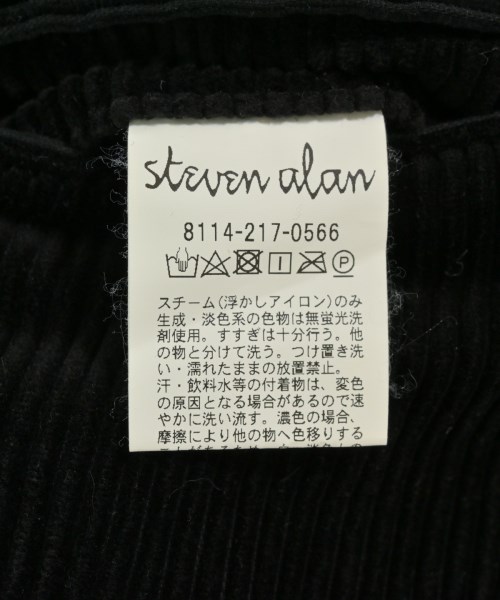 steven alan
8114-217-0566
スチーム(浮かしアイロン)のみ
生成・淡色系の色物は無蛍光洗
剤使用。すすぎは十分行う。他
の物と分けて洗う。つけ置き洗
い・濡れたままの放置禁止。
汗・飲料水等の付着物は、変色
の原因となる場合があるので速
やかに洗い流す。濃色の場合、
摩擦により他の物へ色移りする